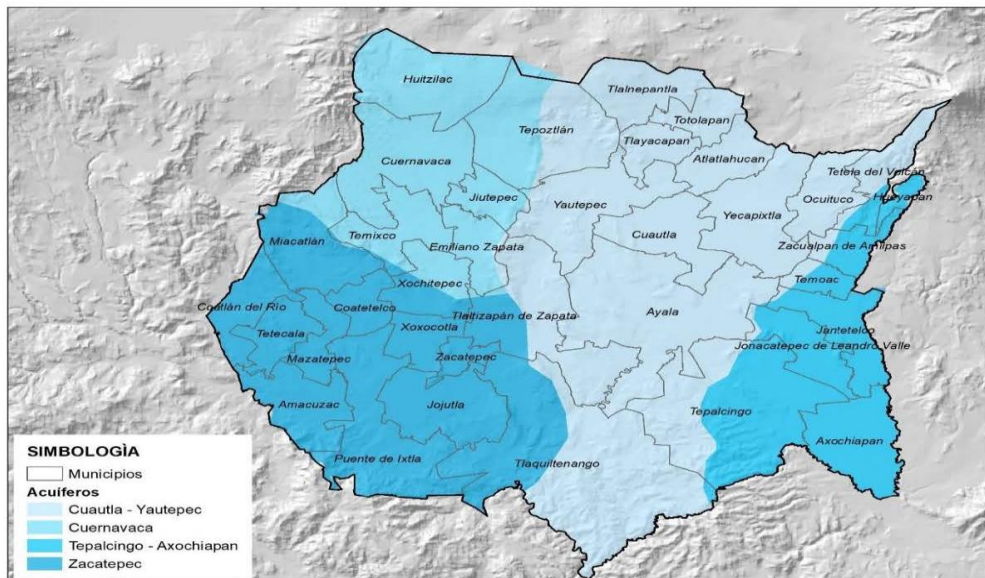 Huitzilac
Tlalnepantla
Totolapan
Tepoztlán
Tlayacapan
Cuernavaca
Atlatlahucan
Tetela del Volcán
Jiutepec
Hueyapan
Yautepec
Ocuituco
Yecapixtla
Cuautla
Temixco
Miacatlán
Emiliano Zapata
Zacualpan de Amilpas
Xochitepec
Temoac
Coatlán del Río
Coatetelco
Tlaltizapán de Zapata
Ayala
Xoxocotla
Jantetelco
Tetecala
Jonacatepec de Leandro Valle
Mazatepec
Zacatepec
Amacuzac
Jojutla
Tepalcingo
Axochiapan
Puente de Ixtla
Tlaquiltenango
SIMBOLOGÌA
Municipios
Acuíferos
Cuautla - Yautepec
Cuernavaca
Tepalcingo - Axochiapan
Zacatepec